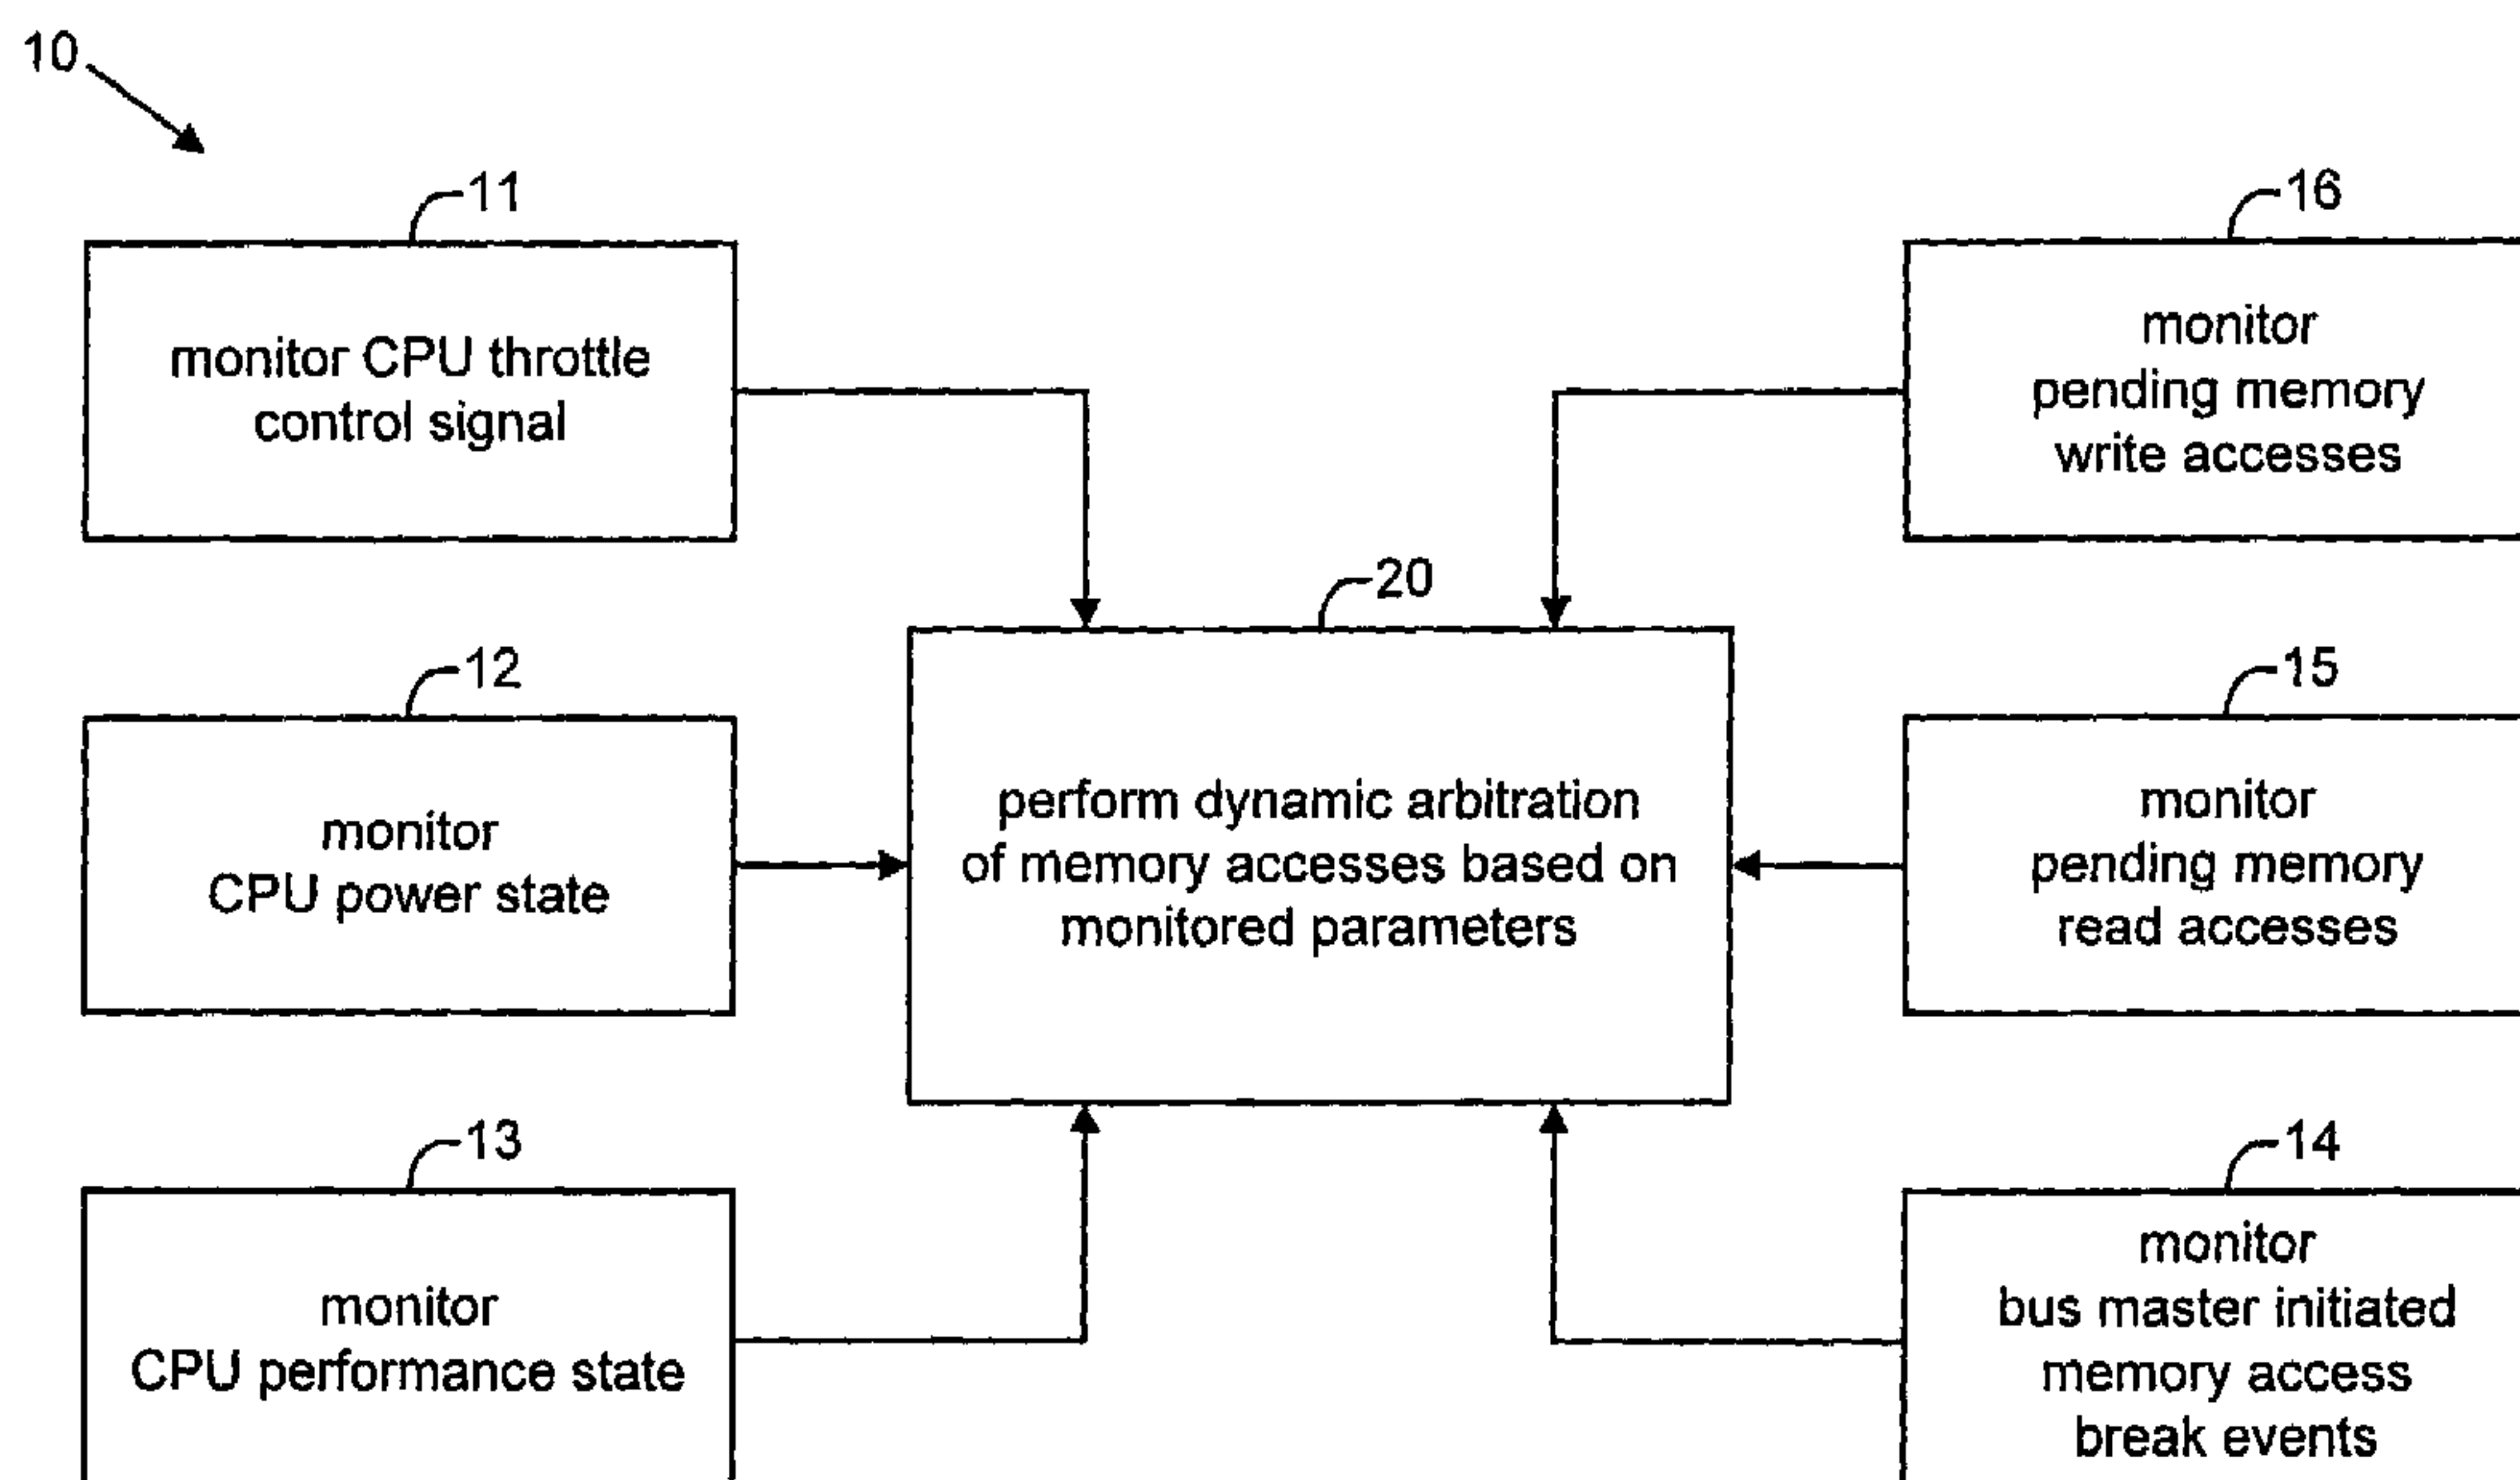 10
11
monitor CPU throttle
control signal
16
monitor
pending memory
write accesses
12
monitor
CPU power state
20
perform dynamic arbitration
of memory accesses based on
monitored parameters
15
monitor
pending memory
read accesses
13
monitor
CPU performance state
14
monitor
bus master initiated
memory access
break events